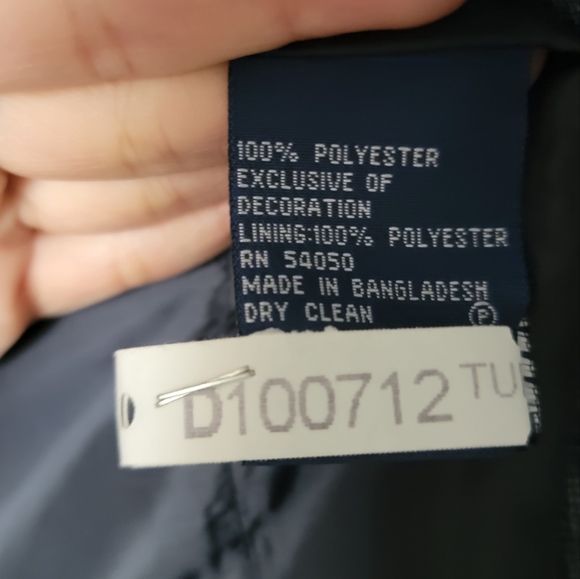 100% POLYESTER
EXCLUSIVE OF
DECORATION
LINING:100% POLYESTER
RN 54050
MADE IN BANGLADESH
DRY CLEAN Ⓟ
D100712 TU